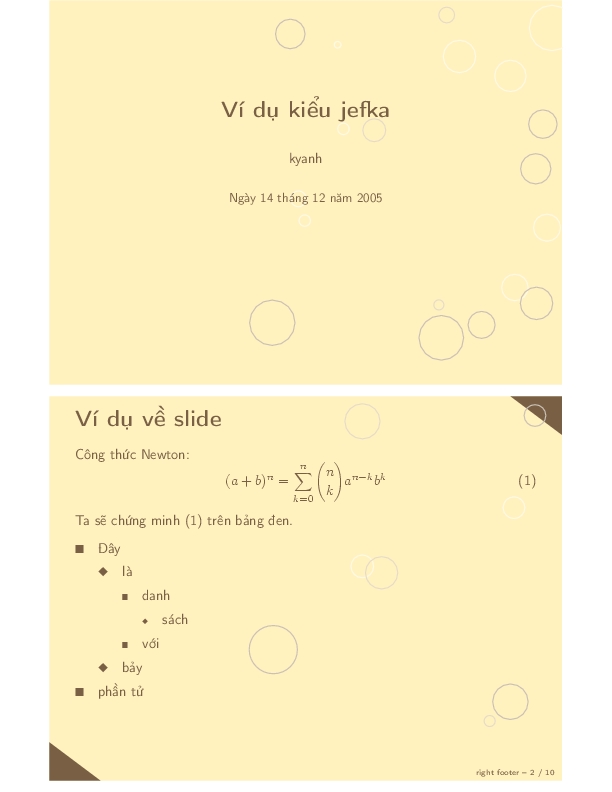 Ví dụ kiểu jefka
kyanh
Ngày 14 tháng 12 năm 2005
Ví dụ về slide
Công thức Newton:
(a + b)^n = \sum_{k=0}^{n} \binom{n}{k} a^{n-k} b^k (1)
Ta sẽ chứng minh (1) trên bảng đen.
■ Đây
◆ là
■ danh
◆ sách
■ với
◆ bảy
■ phần tử
right footer – 2 / 10